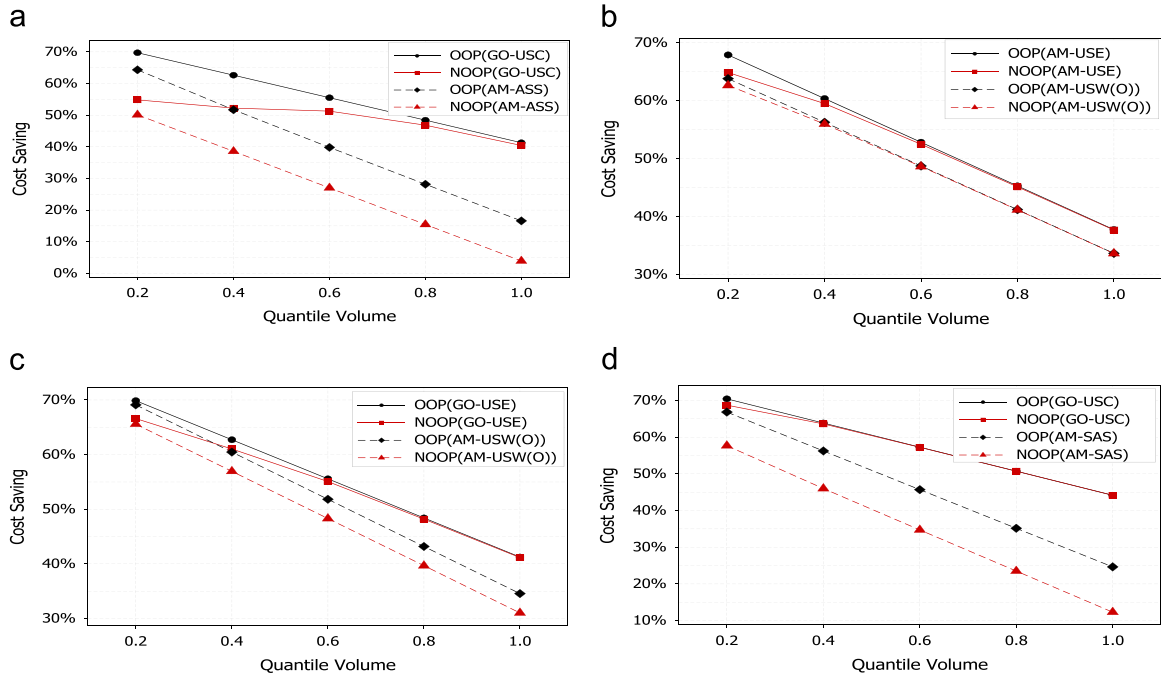 a
70%
60%
50%
40%
30%
20%
10%
0%
Cost Saving
0.2 0.4 0.6 0.8 1.0
Quantile Volume
OOP(GO-USC)
NOOP(GO-USC)
OOP(AM-ASS)
NOOP(AM-ASS)
b
70%
60%
50%
40%
30%
Cost Saving
0.2 0.4 0.6 0.8 1.0
Quantile Volume
OOP(AM-USE)
NOOP(AM-USE)
OOP(AM-USW(O))
NOOP(AM-USW(O))
c
70%
60%
50%
40%
30%
Cost Saving
0.2 0.4 0.6 0.8 1.0
Quantile Volume
OOP(GO-USE)
NOOP(GO-USE)
OOP(AM-USW(O))
NOOP(AM-USW(O))
d
70%
60%
50%
40%
30%
20%
10%
Cost Saving
0.2 0.4 0.6 0.8 1.0
Quantile Volume
OOP(GO-USC)
NOOP(GO-USC)
OOP(AM-SAS)
NOOP(AM-SAS)